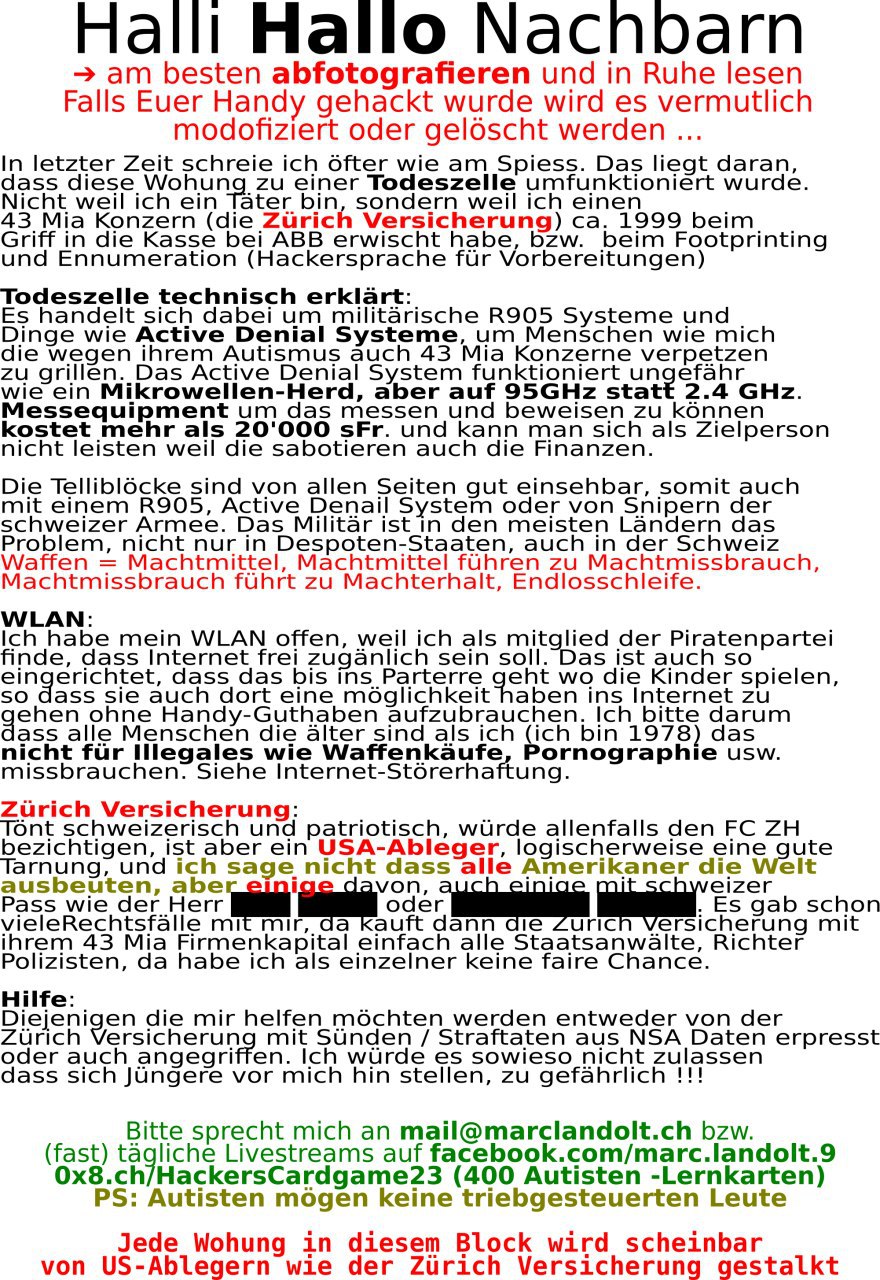 Halli Hallo Nachbarn
➔ am besten abfotografieren und in Ruhe lesen
Falls Euer Handy gehackt wurde wird es vermutlich
modofiziert oder gelöscht werden ...
In letzter Zeit schreie ich öfter wie am Spiess. Das liegt daran,
dass diese Wohung zu einer Todeszelle umfunktioniert wurde.
Nicht weil ich ein Täter bin, sondern weil ich einen
43 Mia Konzern (die Zürich Versicherung) ca. 1999 beim
Griff in die Kasse bei ABB erwischt habe, bzw.  beim Footprinting
und Ennumeration (Hackersprache für Vorbereitungen)
Todeszelle technisch erklärt:
Es handelt sich dabei um militärische R905 Systeme und
Dinge wie Active Denial Systeme, um Menschen wie mich
die wegen ihrem Autismus auch 43 Mia Konzerne verpetzen
zu grillen. Das Active Denial System funktioniert ungefähr
wie ein Mikrowellen-Herd, aber auf 95GHz statt 2.4 GHz.
Messequipment um das messen und beweisen zu können
kostet mehr als 20'000 sFr. und kann man sich als Zielperson
nicht leisten weil die sabotieren auch die Finanzen.
Die Telliblöcke sind von allen Seiten gut einsehbar, somit auch
mit einem R905, Active Denail System oder von Snipern der
schweizer Armee. Das Militär ist in den meisten Ländern das
Problem, nicht nur in Despoten-Staaten, auch in der Schweiz
Waffen = Machtmittel, Machtmittel führen zu Machtmissbrauch,
Machtmissbrauch führt zu Machterhalt, Endlosschleife.
WLAN:
Ich habe mein WLAN offen, weil ich als mitglied der Piratenpartei
finde, dass Internet frei zugänlich sein soll. Das ist auch so
eingerichtet, dass das bis ins Parterre geht wo die Kinder spielen,
so dass sie auch dort eine möglichkeit haben ins Internet zu
gehen ohne Handy-Guthaben aufzubrauchen. Ich bitte darum
dass alle Menschen die älter sind als ich (ich bin 1978) das
nicht für Illegales wie Waffenkäufe, Pornographie usw.
missbrauchen. Siehe Internet-Störerhaftung.
Zürich Versicherung:
Tönt schweizerisch und patriotisch, würde allenfalls den FC ZH
bezichtigen, ist aber ein USA-Ableger, logischerweise eine gute
Tarnung, und ich sage nicht dass alle Amerikaner die Welt
ausbeuten, aber einige davon, auch einige mit schweizer
Pass wie der Herr oder . Es gab schon
vieleRechtsfälle mit mir, da kauft dann die Zürich Versicherung mit
ihrem 43 Mia Firmenkapital einfach alle Staatsanwälte, Richter
Polizisten, da habe ich als einzelner keine faire Chance.
Hilfe:
Diejenigen die mir helfen möchten werden entweder von der
Zürich Versicherung mit Sünden / Straftaten aus NSA Daten erpresst
oder auch angegriffen. Ich würde es sowieso nicht zulassen
dass sich Jüngere vor mich hin stellen, zu gefährlich !!!
Bitte sprecht mich an mail@marclandolt.ch bzw.
(fast) tägliche Livestreams auf facebook.com/marc.landolt.9
0x8.ch/HackersCardgame23 (400 Autisten -Lernkarten)
PS: Autisten mögen keine triebgesteuerten Leute
Jede Wohung in diesem Block wird scheinbar
von US-Ablegern wie der Zürich Versicherung gestalkt